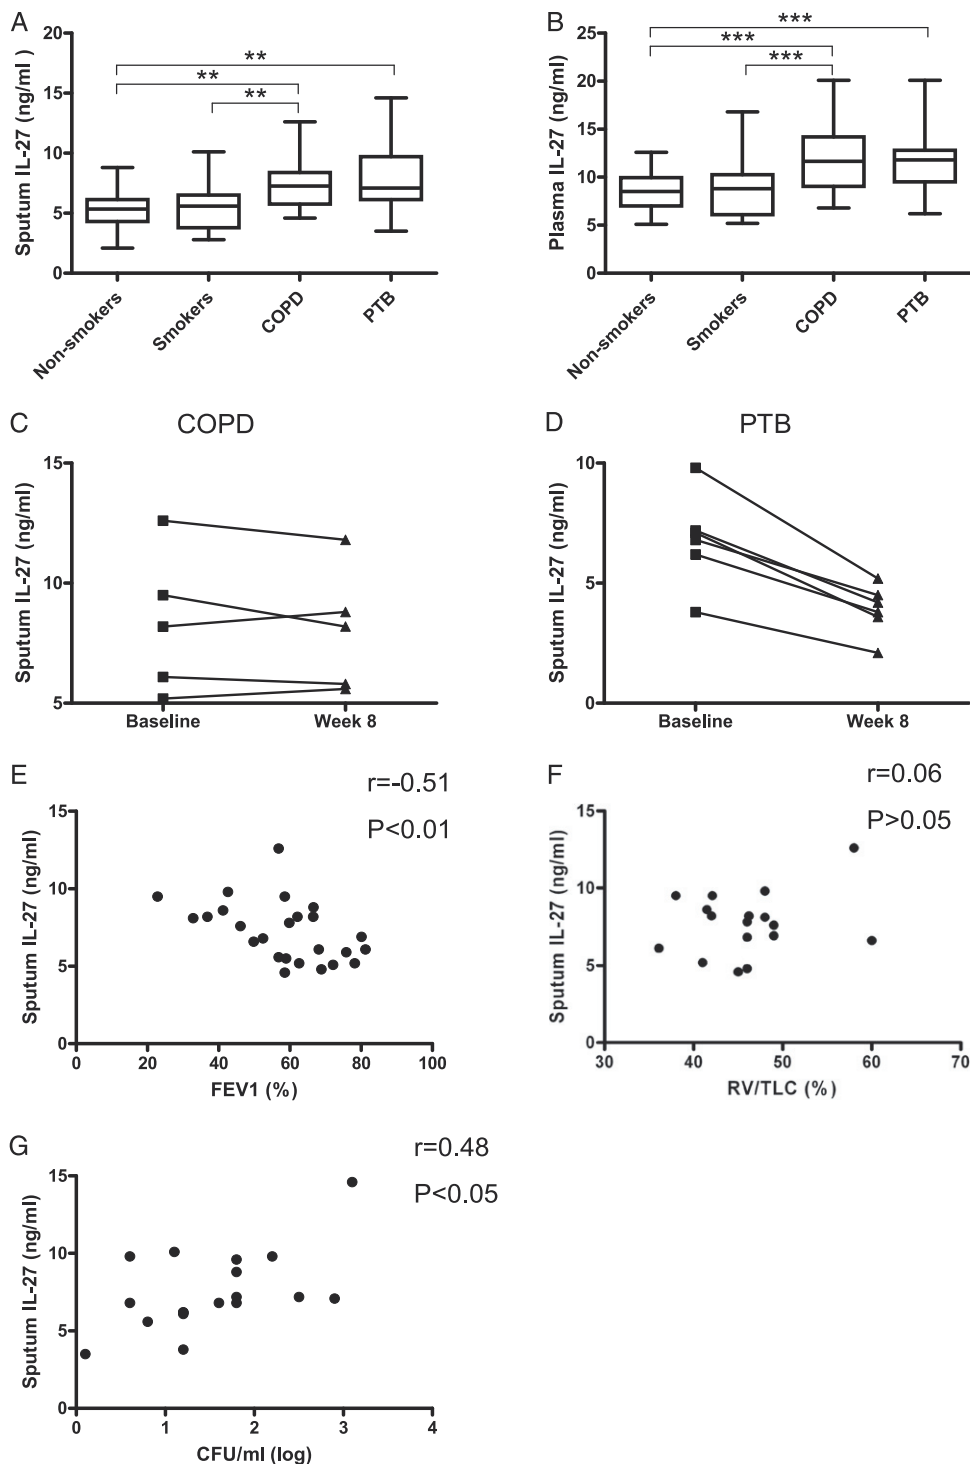 A
Sputum IL-27 (ng/ml)
20
15
10
5
0
**
**
**
Non-smokers
Smokers
COPD
PTB
B
Plasma IL-27 (ng/ml)
25
20
15
10
5
0
***
***
***
Non-smokers
Smokers
COPD
PTB
C
COPD
Sputum IL-27 (ng/ml)
15
10
5
Baseline
Week 8
D
PTB
Sputum IL-27 (ng/ml)
10
5
0
Baseline
Week 8
E
r=-0.51
P<0.01
Sputum IL-27 (ng/ml)
15
10
5
0
0 20 40 60 80 100
FEV1 (%)
F
r=0.06
P>0.05
Sputum IL-27 (ng/ml)
15
10
5
0
30 40 50 60 70
RV/TLC (%)
G
r=0.48
P<0.05
Sputum IL-27 (ng/ml)
15
10
5
0
0 1 2 3 4
CFU/ml (log)